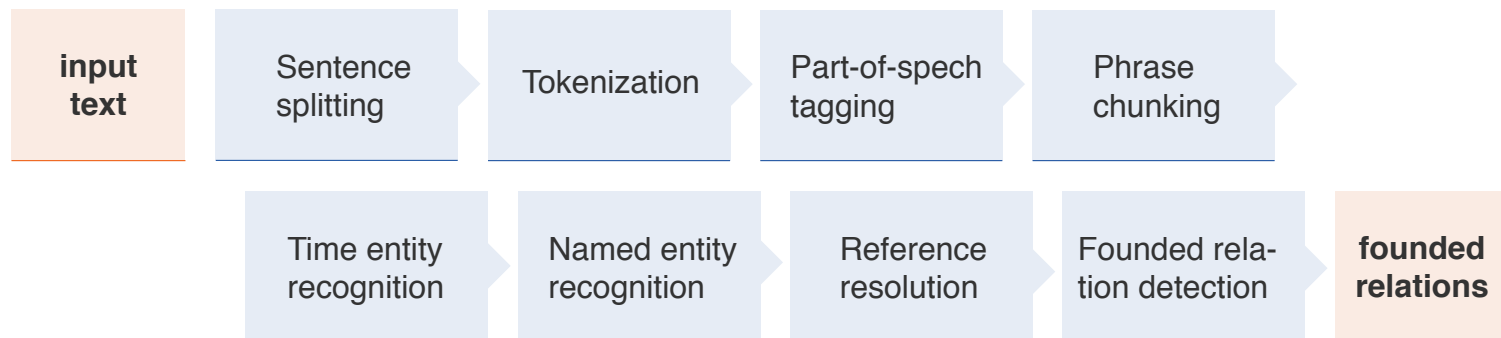 input
text
Sentence
splitting
Tokenization
Part-of-spech
tagging
Phrase
chunking
Time entity
recognition
Named entity
recognition
Reference
resolution
Founded rela-
tion detection
founded
relations